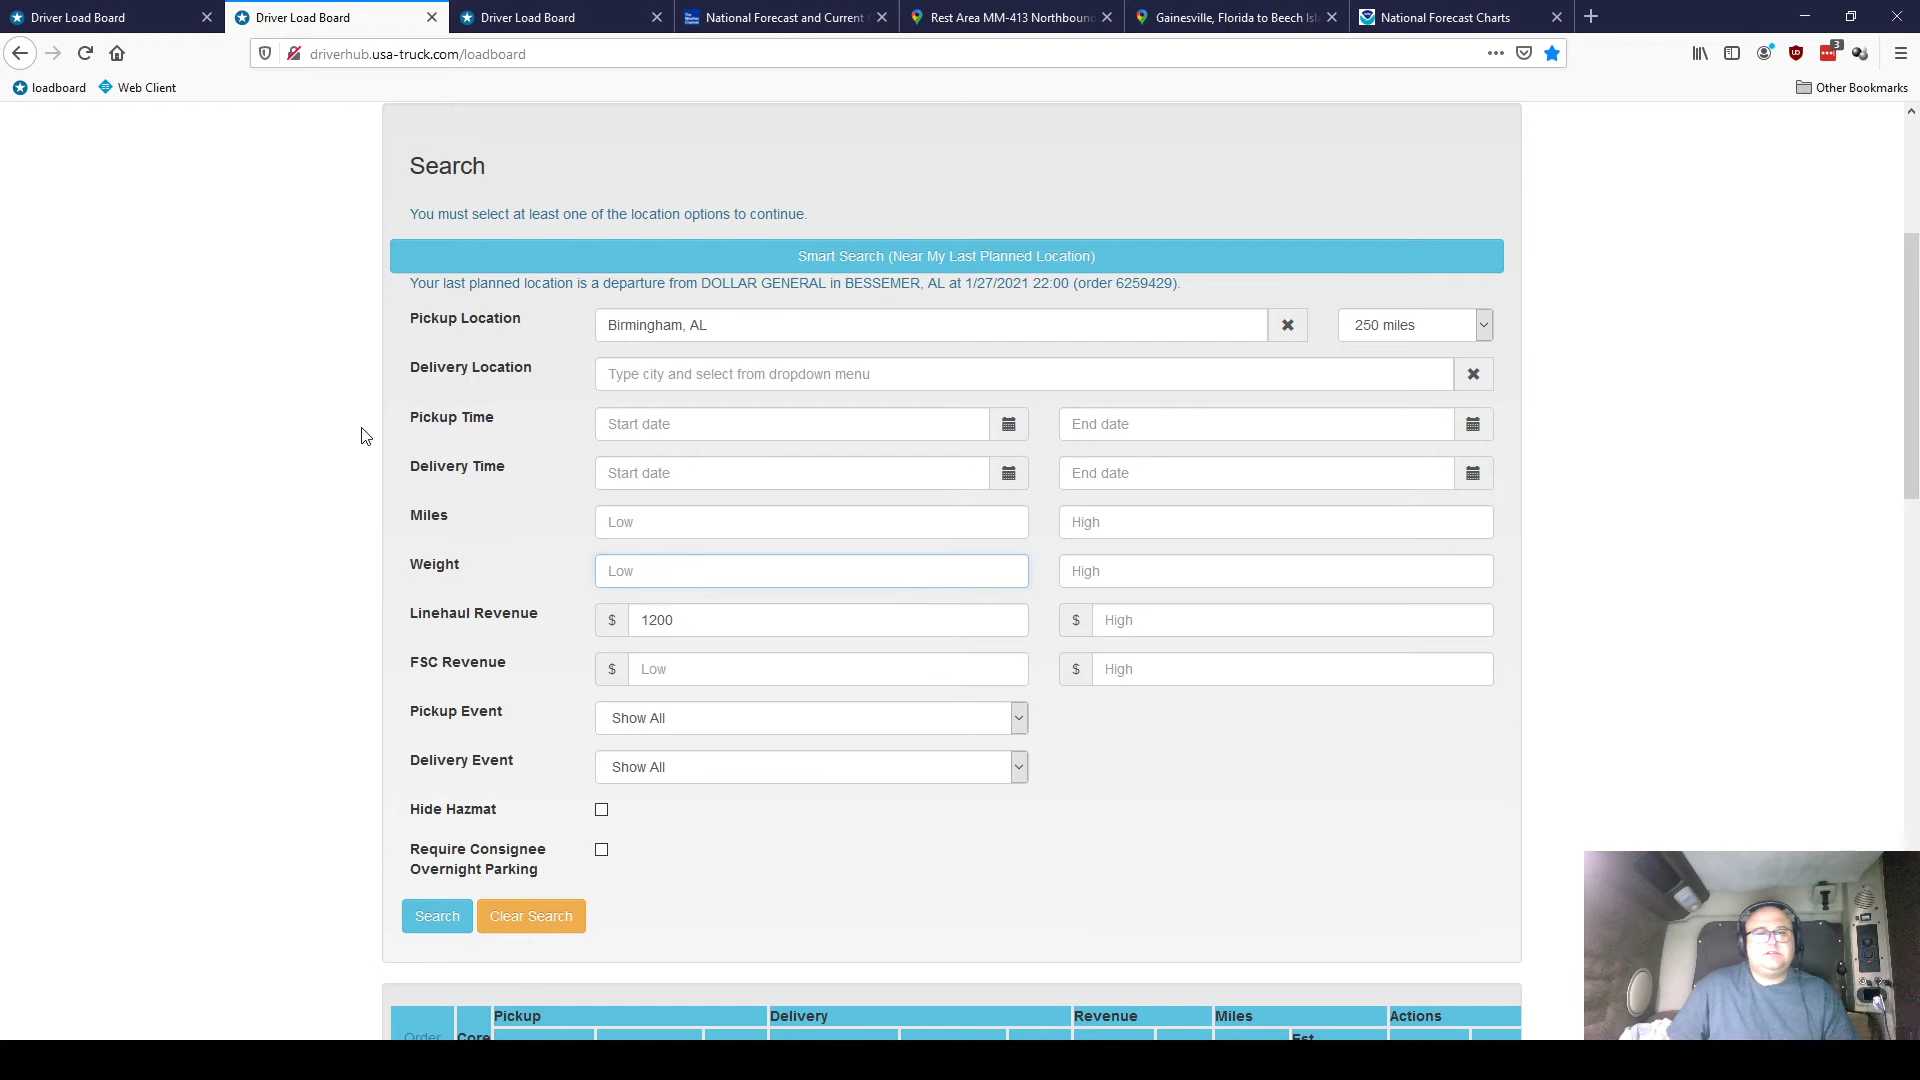 Driver Load Board
Driver Load Board
Driver Load Board
National Forecast and Current
Rest Area MM-413 Northboun
Gainesville, Florida to Beech Isl
National Forecast Charts
driverhub.usa-truck.com/loadboard
3
loadboard
Web Client
Other Bookmarks
Search
You must select at least one of the location options to continue.
Smart Search (Near My Last Planned Location)
Your last planned location is a departure from DOLLAR GENERAL in BESSEMER, AL at 1/27/2021 22:00 (order 6259429).
Pickup Location
Birmingham, AL
250 miles
Delivery Location
Type city and select from dropdown menu
Pickup Time
Start date
End date
Delivery Time
Start date
End date
Miles
Low
High
Weight
Low
High
Linehaul Revenue
$ 1200
$ High
FSC Revenue
$ Low
$ High
Pickup Event
Show All
Delivery Event
Show All
Hide Hazmat
Require Consignee
Overnight Parking
Search
Clear Search
Pickup
Delivery
Revenue
Miles
Actions
Order
Core
Est